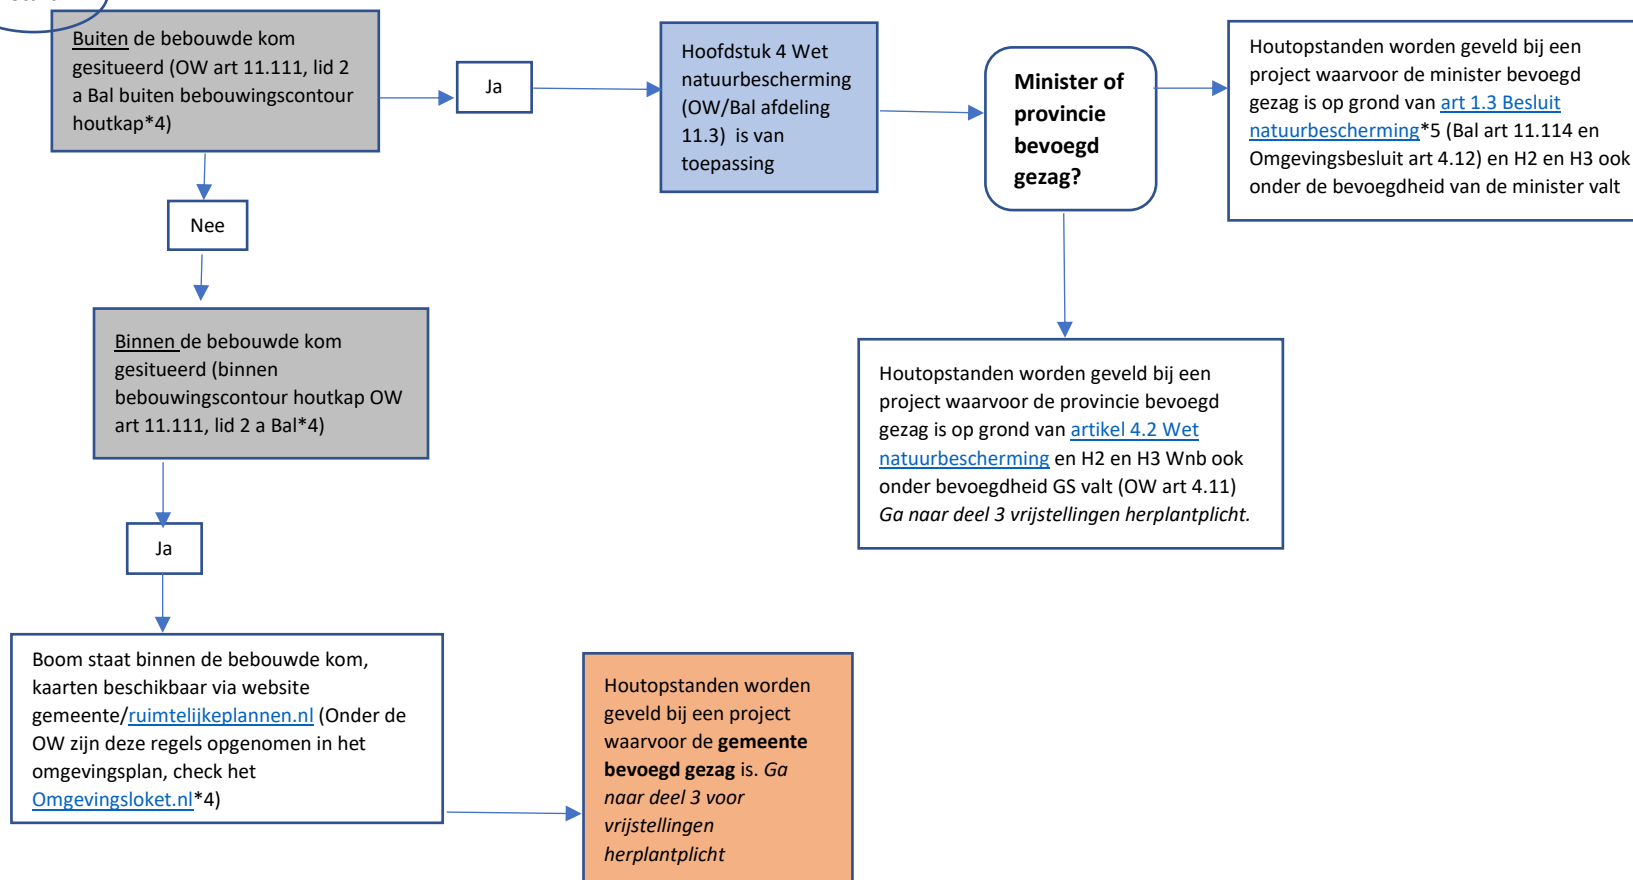 Buiten de bebouwde kom
gesitueerd (OW art 11.111, lid 2
a Bal buiten bebouwingscontour
houtkap*4)
Ja
Hoofdstuk 4 Wet
natuurbescherming
(OW/Bal afdeling
11.3) is van
toepassing
Minister of
provincie
bevoegd
gezag?
Houtopstanden worden geveld bij een
project waarvoor de minister bevoegd
gezag is op grond van art 1.3 Besluit
natuurbescherming*5 (Bal art 11.114 en
Omgevingsbesluit art 4.12) en H2 en H3 ook
onder de bevoegdheid van de minister valt
Nee
Binnen de bebouwde kom
gesitueerd (binnen
bebouwingscontour houtkap OW
art 11.111, lid 2 a Bal*4)
Houtopstanden worden geveld bij een
project waarvoor de provincie bevoegd
gezag is op grond van artikel 4.2 Wet
natuurbescherming en H2 en H3 Wnb ook
onder bevoegdheid GS valt (OW art 4.11)
Ga naar deel 3 vrijstellingen herplantplicht.
Ja
Boom staat binnen de bebouwde kom,
kaarten beschikbaar via website
gemeente/ruimtelijkeplannen.nl (Onder de
OW zijn deze regels opgenomen in het
omgevingsplan, check het
Omgevingsloket.nl*4)
Houtopstanden worden
geveld bij een project
waarvoor de gemeente
bevoegd gezag is. Ga
naar deel 3 voor
vrijstellingen
herplantplicht